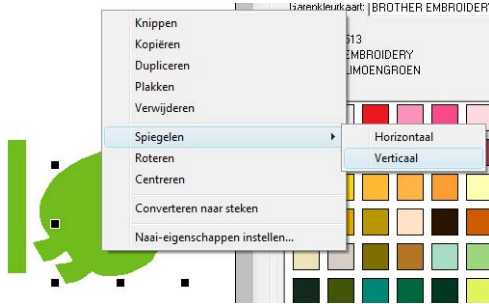 Garenkleurkaart: BROTHER EMBROIDERY
513
EMBROIDERY
LIMOENGROEN
Knippen
Kopiëren
Dupliceren
Plakken
Verwijderen
Spiegelen
Horizontaal
Verticaal
Roteren
Centreren
Converteren naar steken
Naai-eigenschappen instellen...